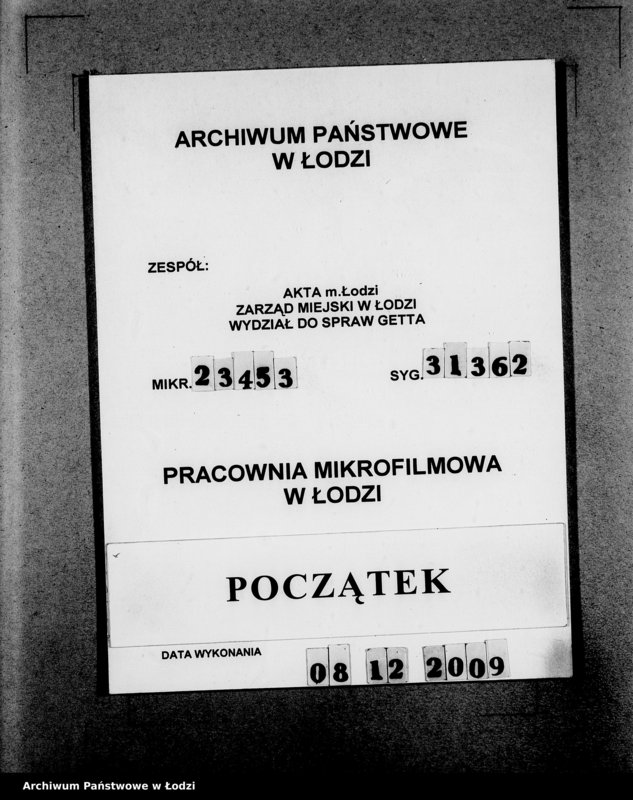 ARCHIWUM PAŃSTWOWE
W ŁODZI
ZESPÓŁ:
AKTA m.Łodzi
ZARZĄD MIEJSKI W ŁODZI
WYDZIAŁ DO SPRAW GETTA
MIKR. 23453 SYG. 31362
PRACOWNIA MIKROFILMOWA
W ŁODZI
POCZĄTEK
DATA WYKONANIA 08 12 2009
Archiwum Państwowe w Łodzi